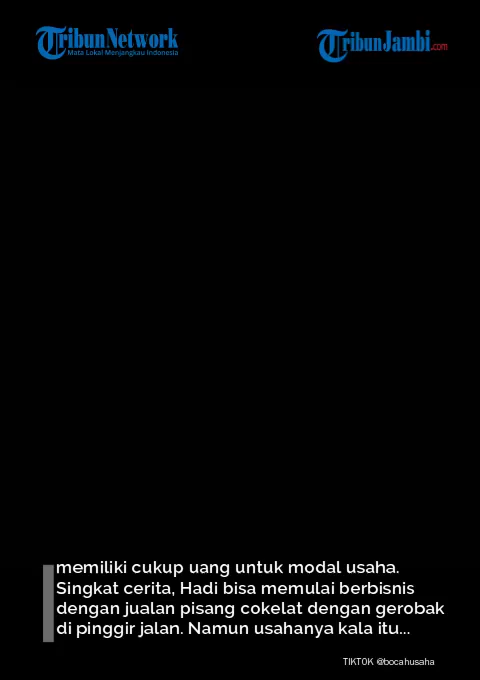 TribunNetwork
Mata Lokal Menjangkau Indonesia
TribunJambi.com
memiliki cukup uang untuk modal usaha.
Singkat cerita, Hadi bisa memulai berbisnis
dengan jualan pisang cokelat dengan gerobak
di pinggir jalan. Namun usahanya kala itu...
TIKTOK @bocahusaha